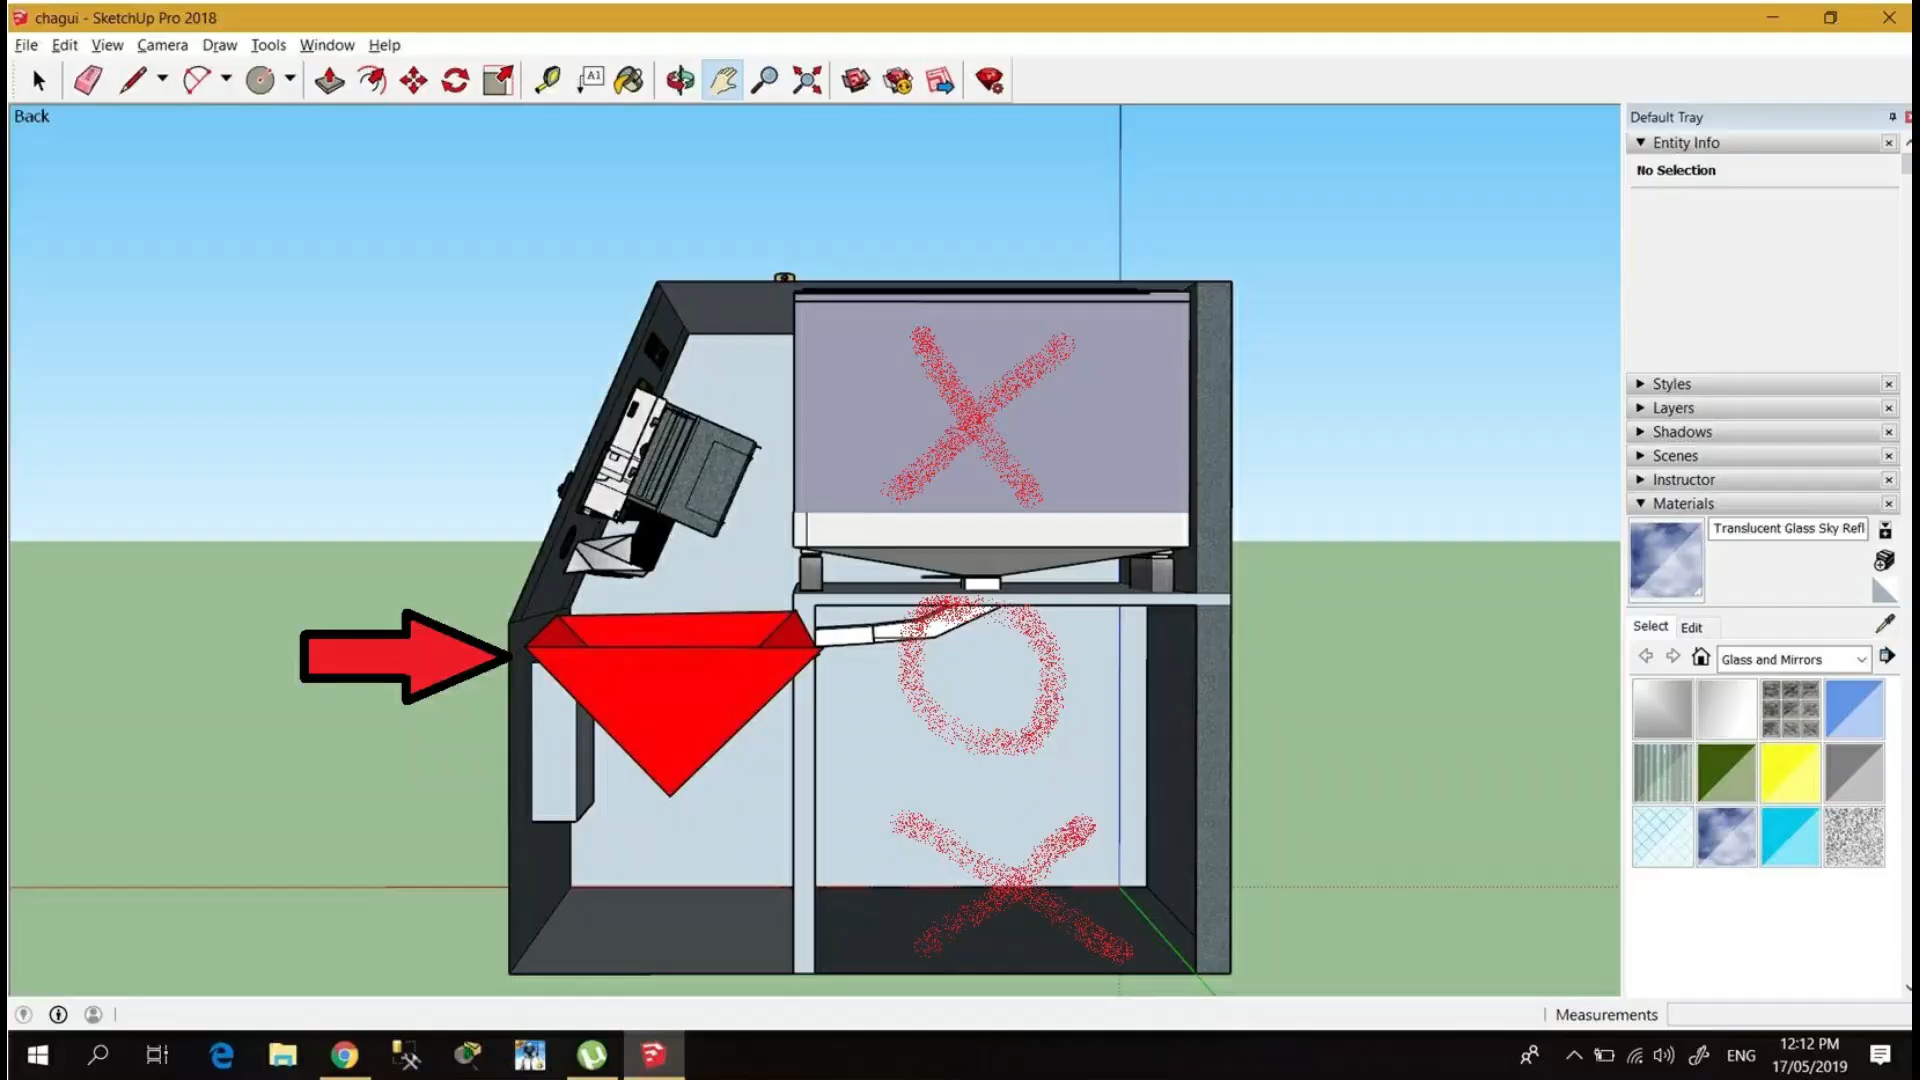 chagui - SketchUp Pro 2018
File Edit View Camera Draw Tools Window Help
A1
Back
Default Tray
Entity Info
No Selection
Styles
Layers
Shadows
Scenes
Instructor
Materials
Translucent Glass Sky Refl
Select Edit
Glass and Mirrors
Measurements
ENG
12:12 PM
17/05/2019